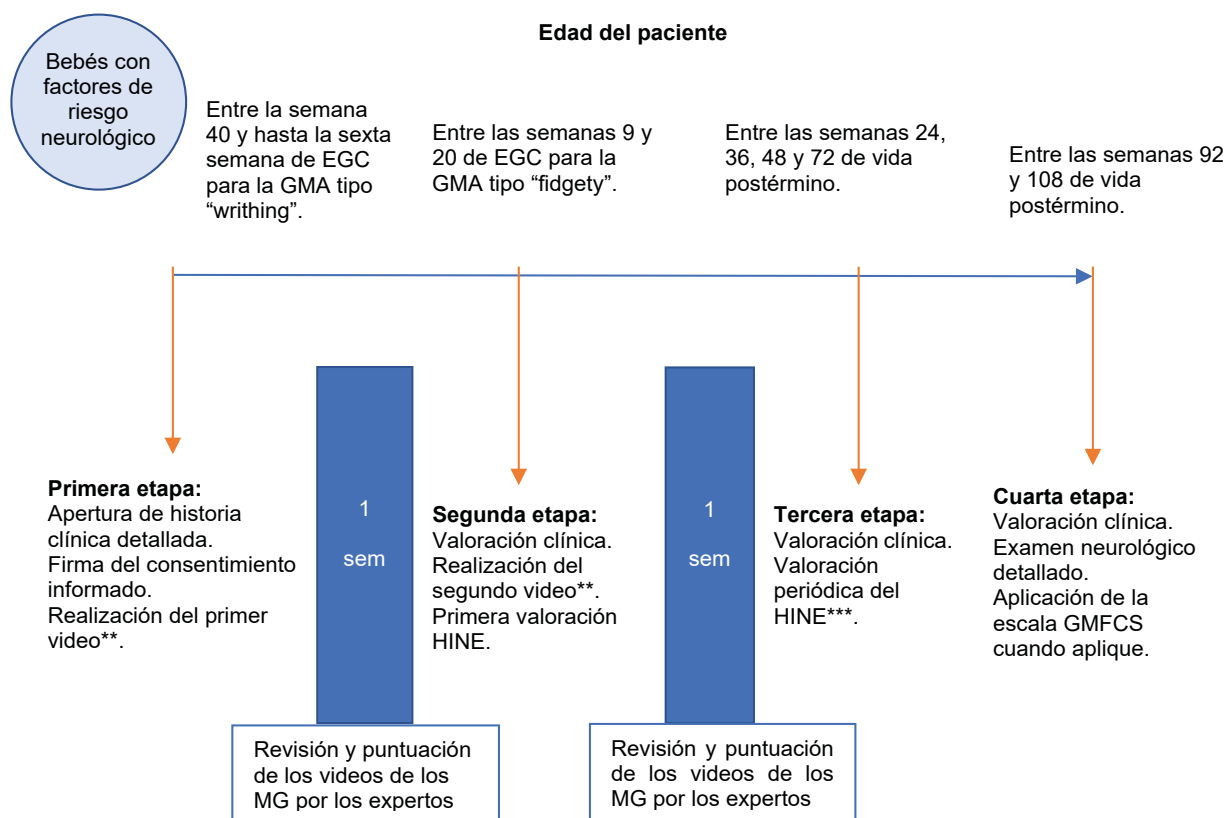 Edad del paciente
Bebés con
factores de
riesgo
neurológico
Entre la semana
40 y hasta la sexta
semana de EGC
para la GMA tipo
“writhing”.
Entre las semanas 9 y
20 de EGC para la
GMA tipo “fidgety”.
Entre las semanas 24,
36, 48 y 72 de vida
postérmino.
Entre las semanas 92
y 108 de vida
postérmino.
Primera etapa:
Apertura de historia
clínica detallada.
Firma del consentimiento
informado.
Realización del primer
video**.
1
sem
Segunda etapa:
Valoración clínica.
Realización del
segundo video**.
Primera valoración
HINE.
1
sem
Tercera etapa:
Valoración clínica.
Valoración
periódica del
HINE***.
Cuarta etapa:
Valoración clínica.
Examen neurológico
detallado.
Aplicación de la
escala GMFCS
cuando aplique.
Revisión y puntuación
de los videos de los
MG por los expertos
Revisión y puntuación
de los videos de los
MG por los expertos